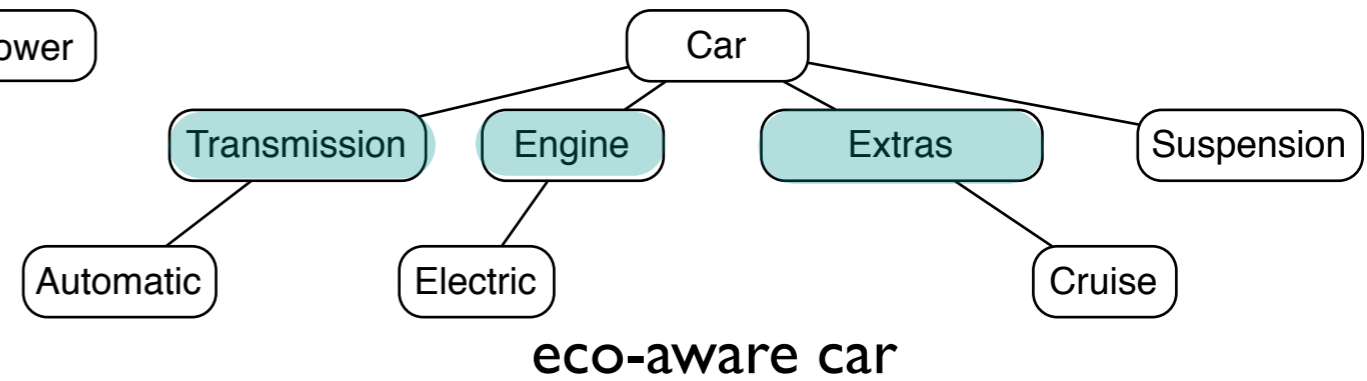 ower
Car
Transmission Engine Extras Suspension
Automatic Electric Cruise
eco-aware car